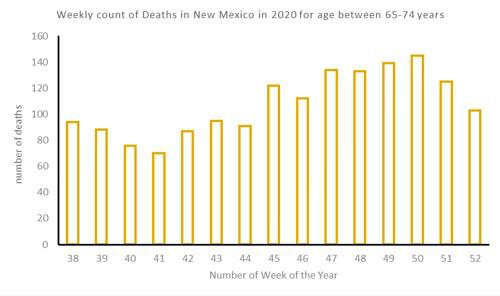 Weekly count of Deaths in New Mexico in 2020 for age between 65-74 years
160
140
120
100
80
60
40
20
0
number of deaths
38 39 40 41 42 43 44 45 46 47 48 49 50 51 52
Number of Week of the Year